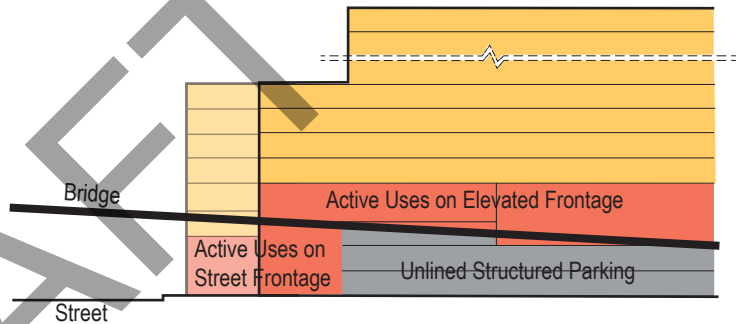 Bridge
Active Uses on Elevated Frontage
Active Uses on
Street Frontage
Unlined Structured Parking
Street